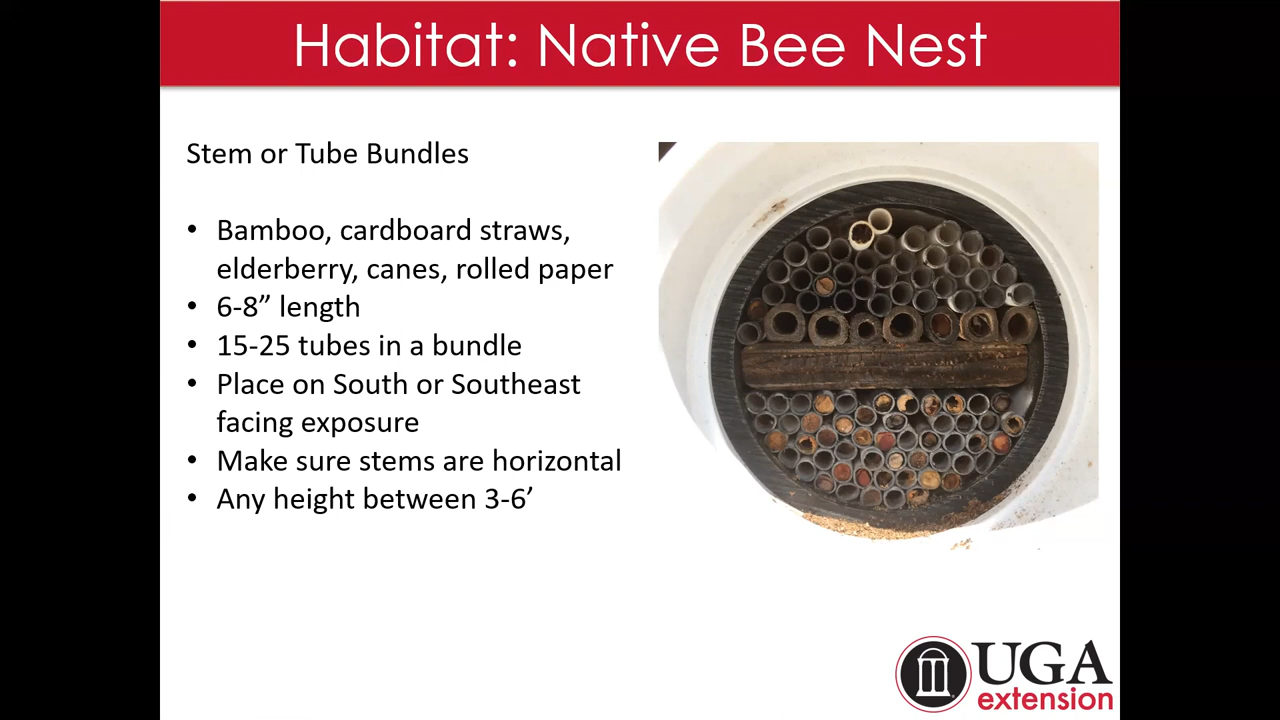 Habitat: Native Bee Nest
Stem or Tube Bundles
• Bamboo, cardboard straws,
elderberry, canes, rolled paper
• 6-8” length
• 15-25 tubes in a bundle
• Place on South or Southeast
facing exposure
• Make sure stems are horizontal
• Any height between 3-6’
UGA
extension